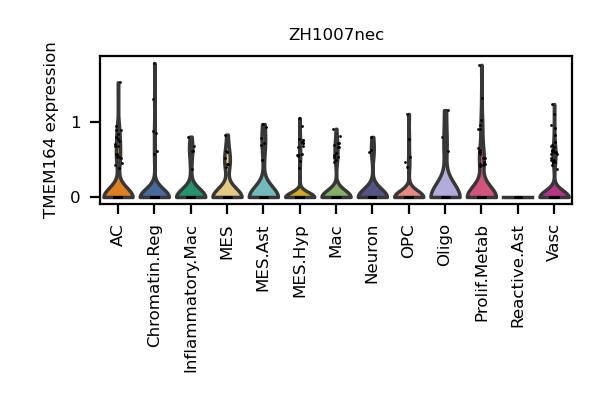 ZH1007nec
TMEM164 expression
1
0
AC
Chromatin.Reg
Inflammatory.Mac
MES
MES.Ast
MES.Hyp
Mac
Neuron
OPC
Oligo
Prolif.Metab
Reactive.Ast
Vasc